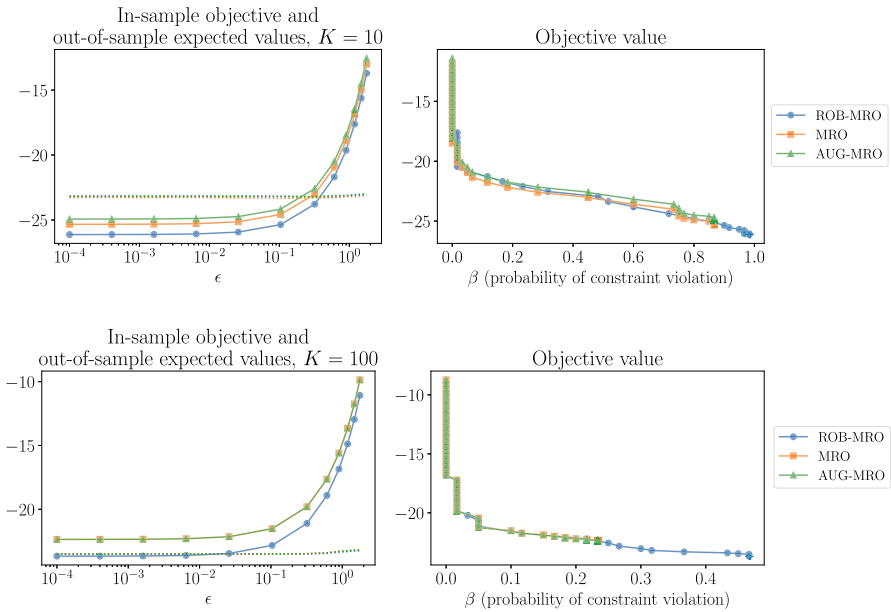 In-sample objective and
out-of-sample expected values, K = 10
−15
−20
−25
10⁻⁴
10⁻³
10⁻²
10⁻¹
10⁰
ϵ
Objective value
−15
−20
−25
0.0
0.2
0.4
0.6
0.8
1.0
β (probability of constraint violation)
ROB-MRO
MRO
AUG-MRO
In-sample objective and
out-of-sample expected values, K = 100
−10
−15
−20
10⁻⁴
10⁻³
10⁻²
10⁻¹
10⁰
ϵ
Objective value
−10
−15
−20
0.0
0.1
0.2
0.3
0.4
β (probability of constraint violation)
ROB-MRO
MRO
AUG-MRO